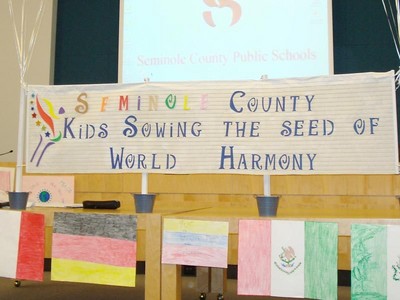 Seminole County Public Schools
SEMINOLE COUNTY
KIDS SOWING THE SEED OF
WORLD HARMONY